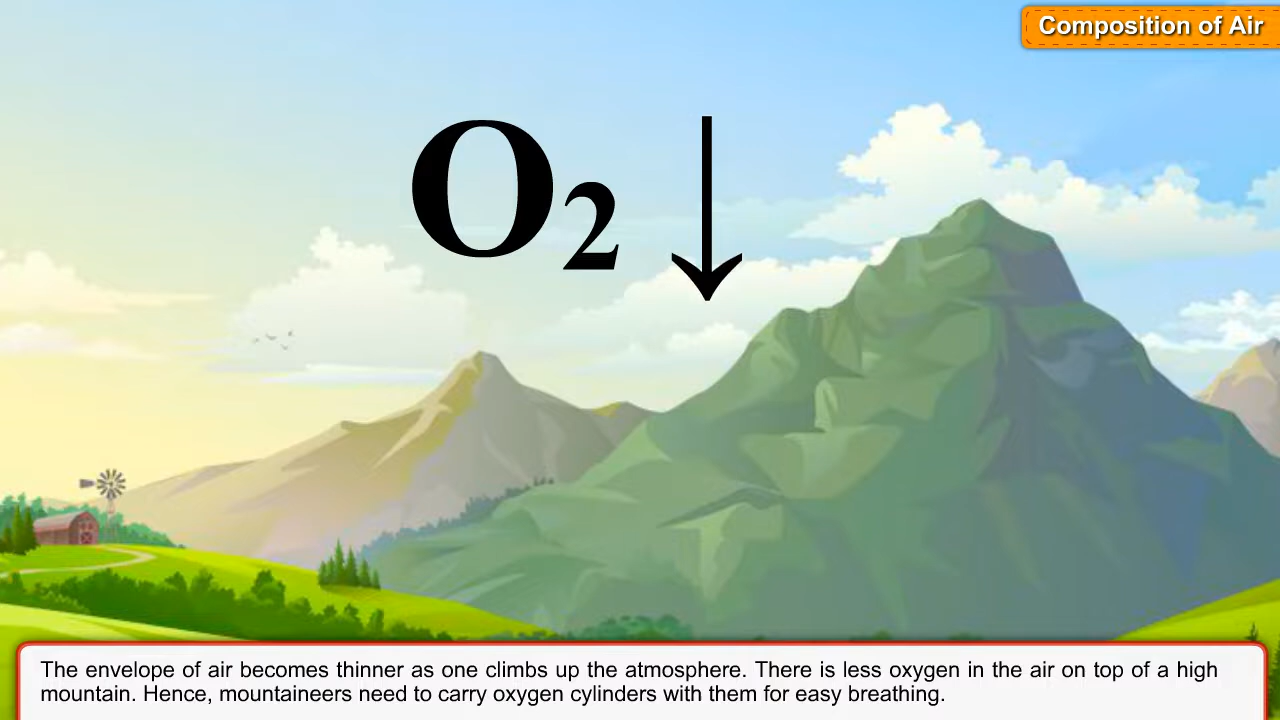 Composition of Air
O₂ ↓
The envelope of air becomes thinner as one climbs up the atmosphere. There is less oxygen in the air on top of a high
mountain. Hence, mountaineers need to carry oxygen cylinders with them for easy breathing.